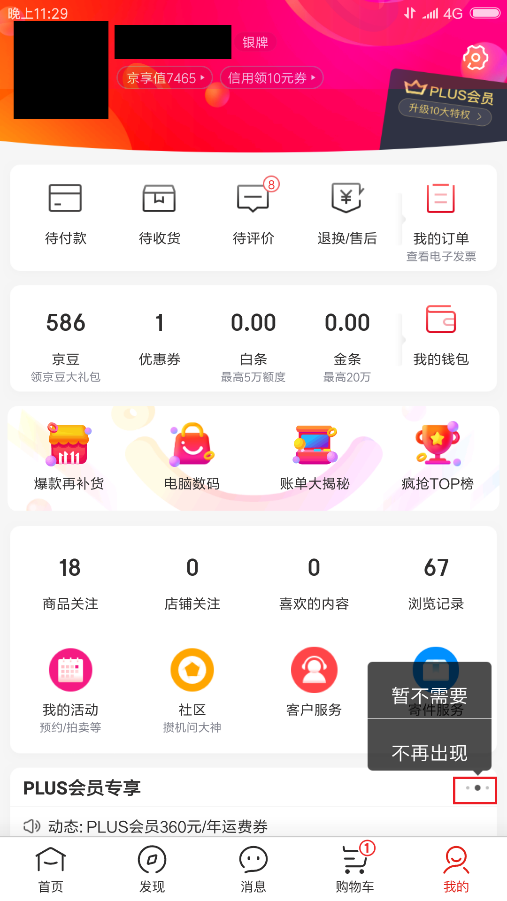 晚上11:29
4G
银牌
京享值7465
信用领10元券
PLUS会员
升级10大特权
8
待付款 待收货 待评价 退换/售后 我的订单
查看电子发票
586 1 0.00 0.00
京豆 优惠券 白条 金条 我的钱包
领京豆大礼包 最高5万额度 最高20万
爆款再补货 电脑数码 账单大揭秘 疯抢TOP榜
18 0 0 67
商品关注 店铺关注 喜欢的内容 浏览记录
暂不需要
我的活动 社区 客户服务 寄件服务
预约/拍卖等 攒机问大神
不再出现
PLUS会员专享
动态: PLUS会员360元/年运费券
1
首页 发现 消息 购物车 我的